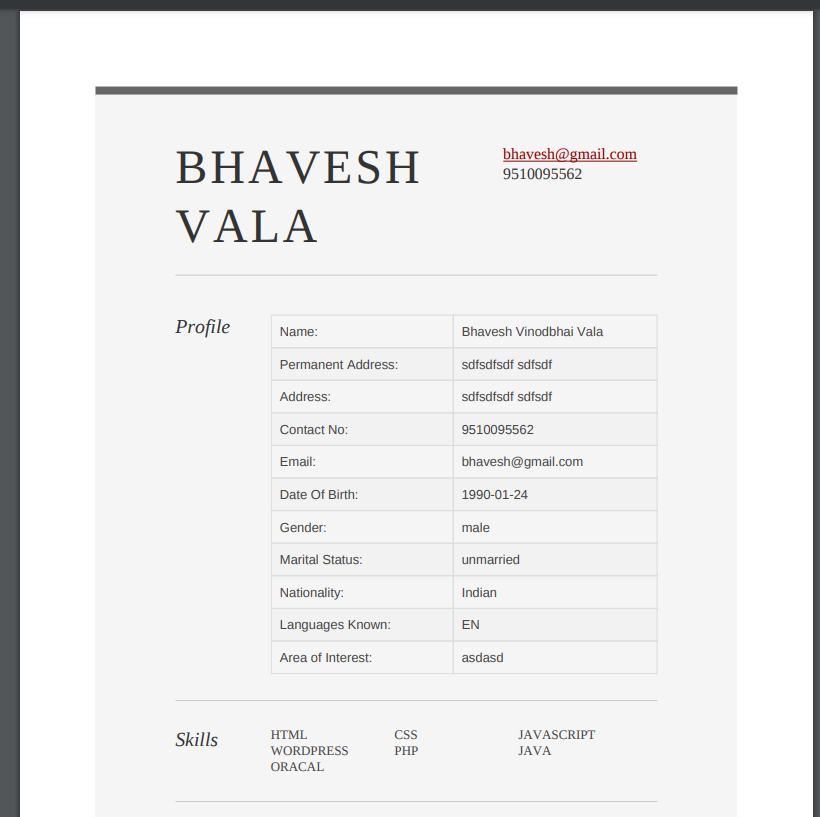 BHAVESH
VALA
bhavesh@gmail.com
9510095562
Profile
Name: Bhavesh Vinodbhai Vala
Permanent Address: sdfsdfsdf sdfsdf
Address: sdfsdfsdf sdfsdf
Contact No: 9510095562
Email: bhavesh@gmail.com
Date Of Birth: 1990-01-24
Gender: male
Marital Status: unmarried
Nationality: Indian
Languages Known: EN
Area of Interest: asdasd
Skills
HTML CSS JAVASCRIPT
WORDPRESS PHP JAVA
ORACAL